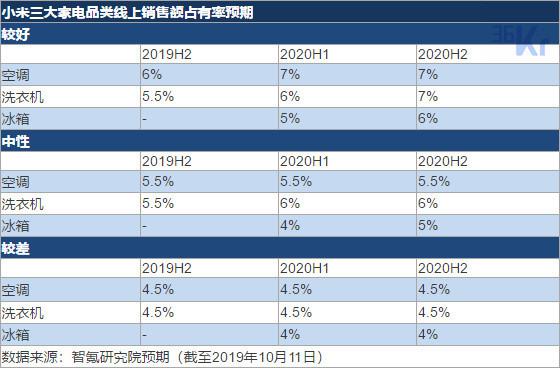 小米三大家电品类线上销售额占有率预期
36Kr
较好
2019H2 2020H1 2020H2
空调 6% 7% 7%
洗衣机 5.5% 6% 7%
冰箱 - 5% 6%
中性
2019H2 2020H1 2020H2
空调 5.5% 5.5% 5.5%
洗衣机 5.5% 6% 6%
冰箱 - 4% 5%
较差
2019H2 2020H1 2020H2
空调 4.5% 4.5% 4.5%
洗衣机 4.5% 4.5% 4.5%
冰箱 - 4% 4%
数据来源：智氪研究院预期（截至2019年10月11日）